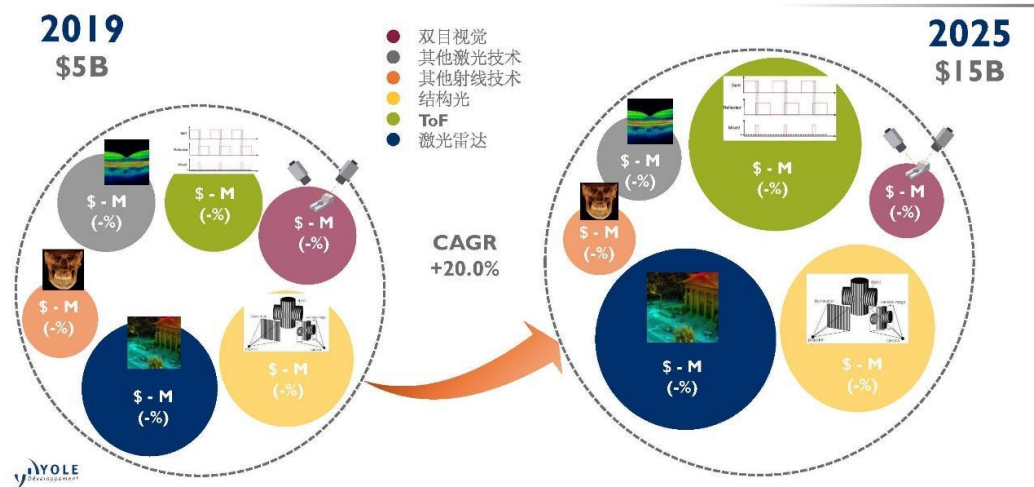 2019
$5B
双目视觉
其他激光技术
其他射线技术
结构光
ToF
激光雷达
2025
$15B
$ - M
(-%)
$ - M
(-%)
$ - M
(-%)
$ - M
(-%)
$ - M
(-%)
$ - M
(-%)
CAGR
+20.0%
$ - M
(-%)
$ - M
(-%)
$ - M
(-%)
$ - M
(-%)
$ - M
(-%)
$ - M
(-%)
YOLE
Développement